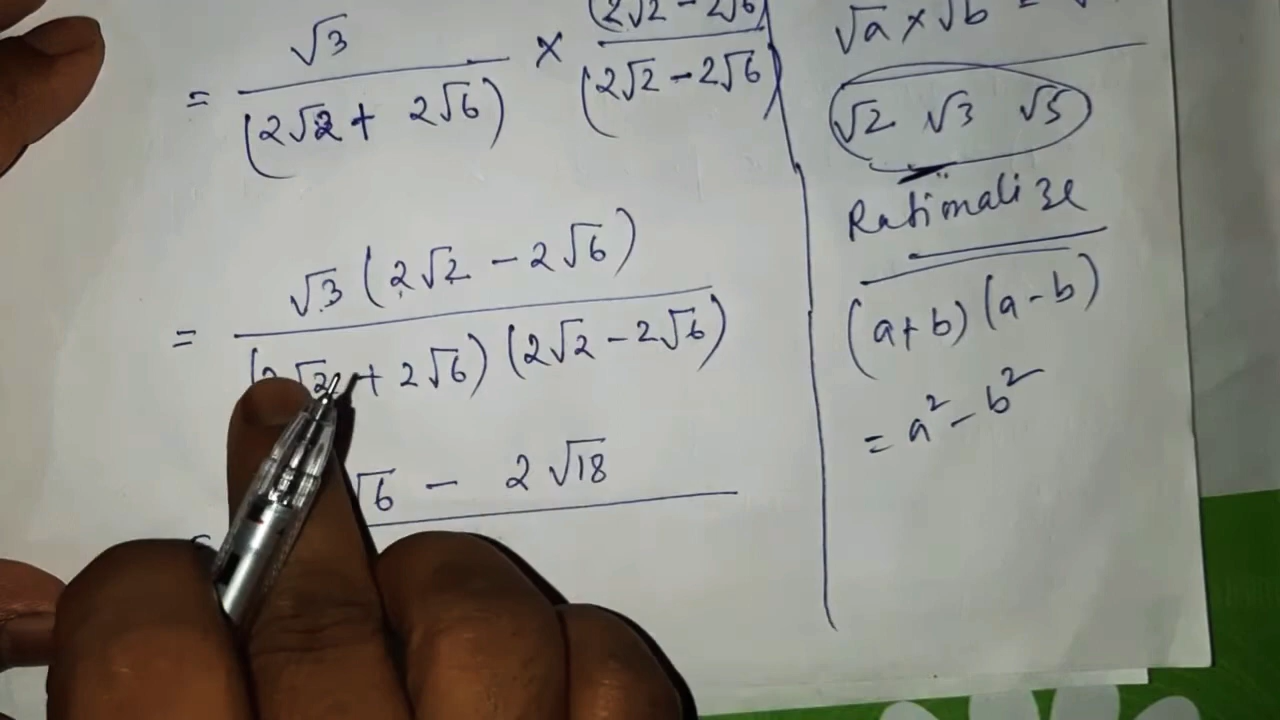 = √3 / (2√2 + 2√6) × (2√2 - 2√6) / (2√2 - 2√6)
= √3 (2√2 - 2√6) / (2√2 + 2√6) (2√2 - 2√6)
√6 - 2√18
√a × √b
√2 √3 √5
Rationalize
(a+b) (a-b)
= a² - b²